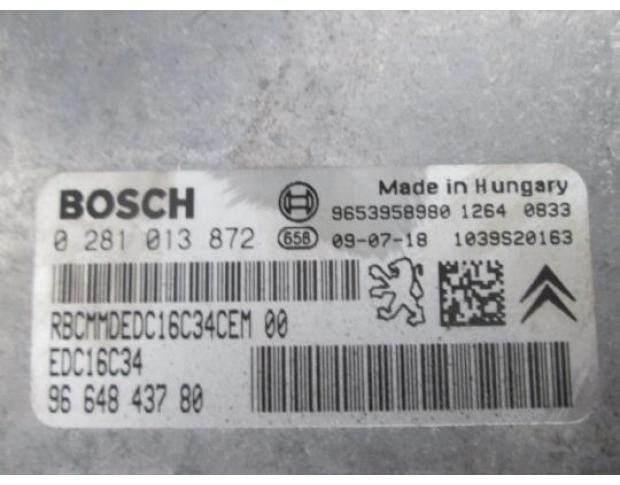 BOSCH
Made in Hungary
9653958980 1264 0833
0 281 013 872
658 09-07-18 1039S20163
RBCMMDEDC16C34CEM 00
EDC16C34
96 648 437 80